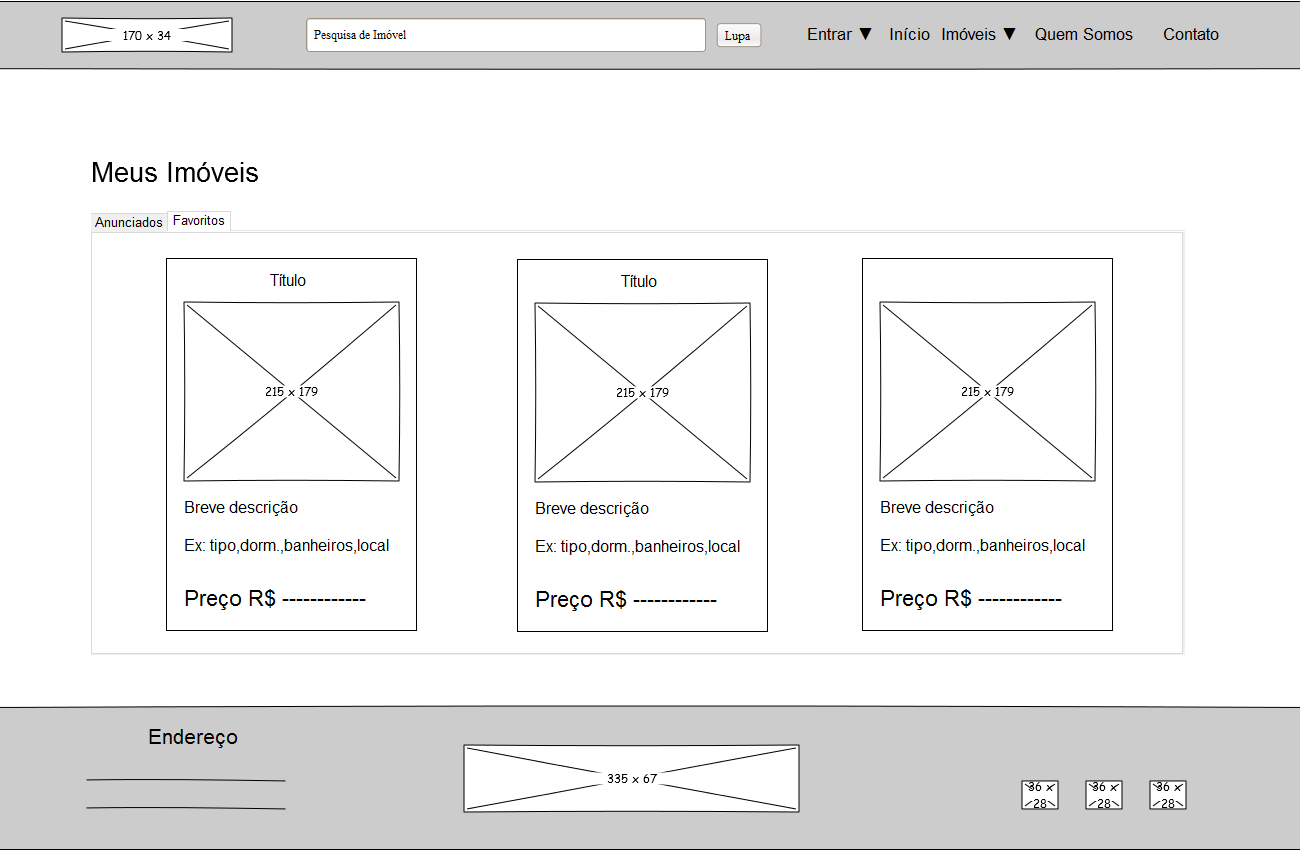 170 x 34
Pesquisa de Imóvel
Lupa
Entrar ▼ Início Imóveis ▼ Quem Somos Contato
Meus Imóveis
Anunciados Favoritos
Título
215 x 179
Breve descrição
Ex: tipo,dorm.,banheiros,local
Preço R$ ------------
Título
215 x 179
Breve descrição
Ex: tipo,dorm.,banheiros,local
Preço R$ ------------
215 x 179
Breve descrição
Ex: tipo,dorm.,banheiros,local
Preço R$ ------------
Endereço
335 x 67
36 x
28
36 x
28
36 x
28